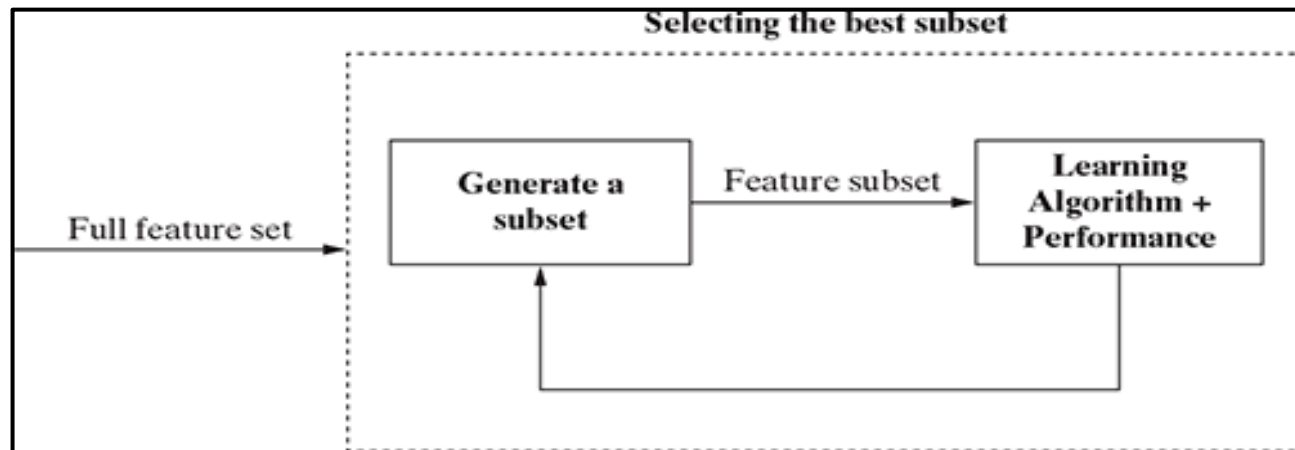 Selecting the best subset
Full feature set
Generate a
subset
Feature subset
Learning
Algorithm +
Performance